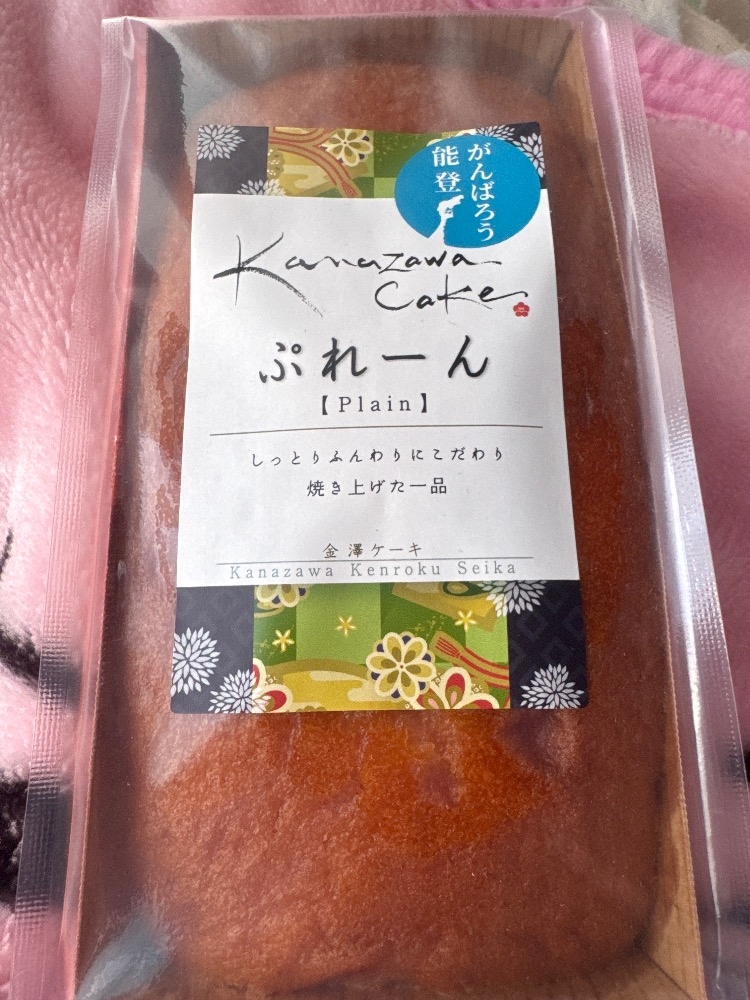 がんばろう
能登
Kanazawa
Cake
ぷれーん
【Plain】
しっとりふんわりにこだわり
焼き上げた一品
金澤ケーキ
Kanazawa Kenroku Seika